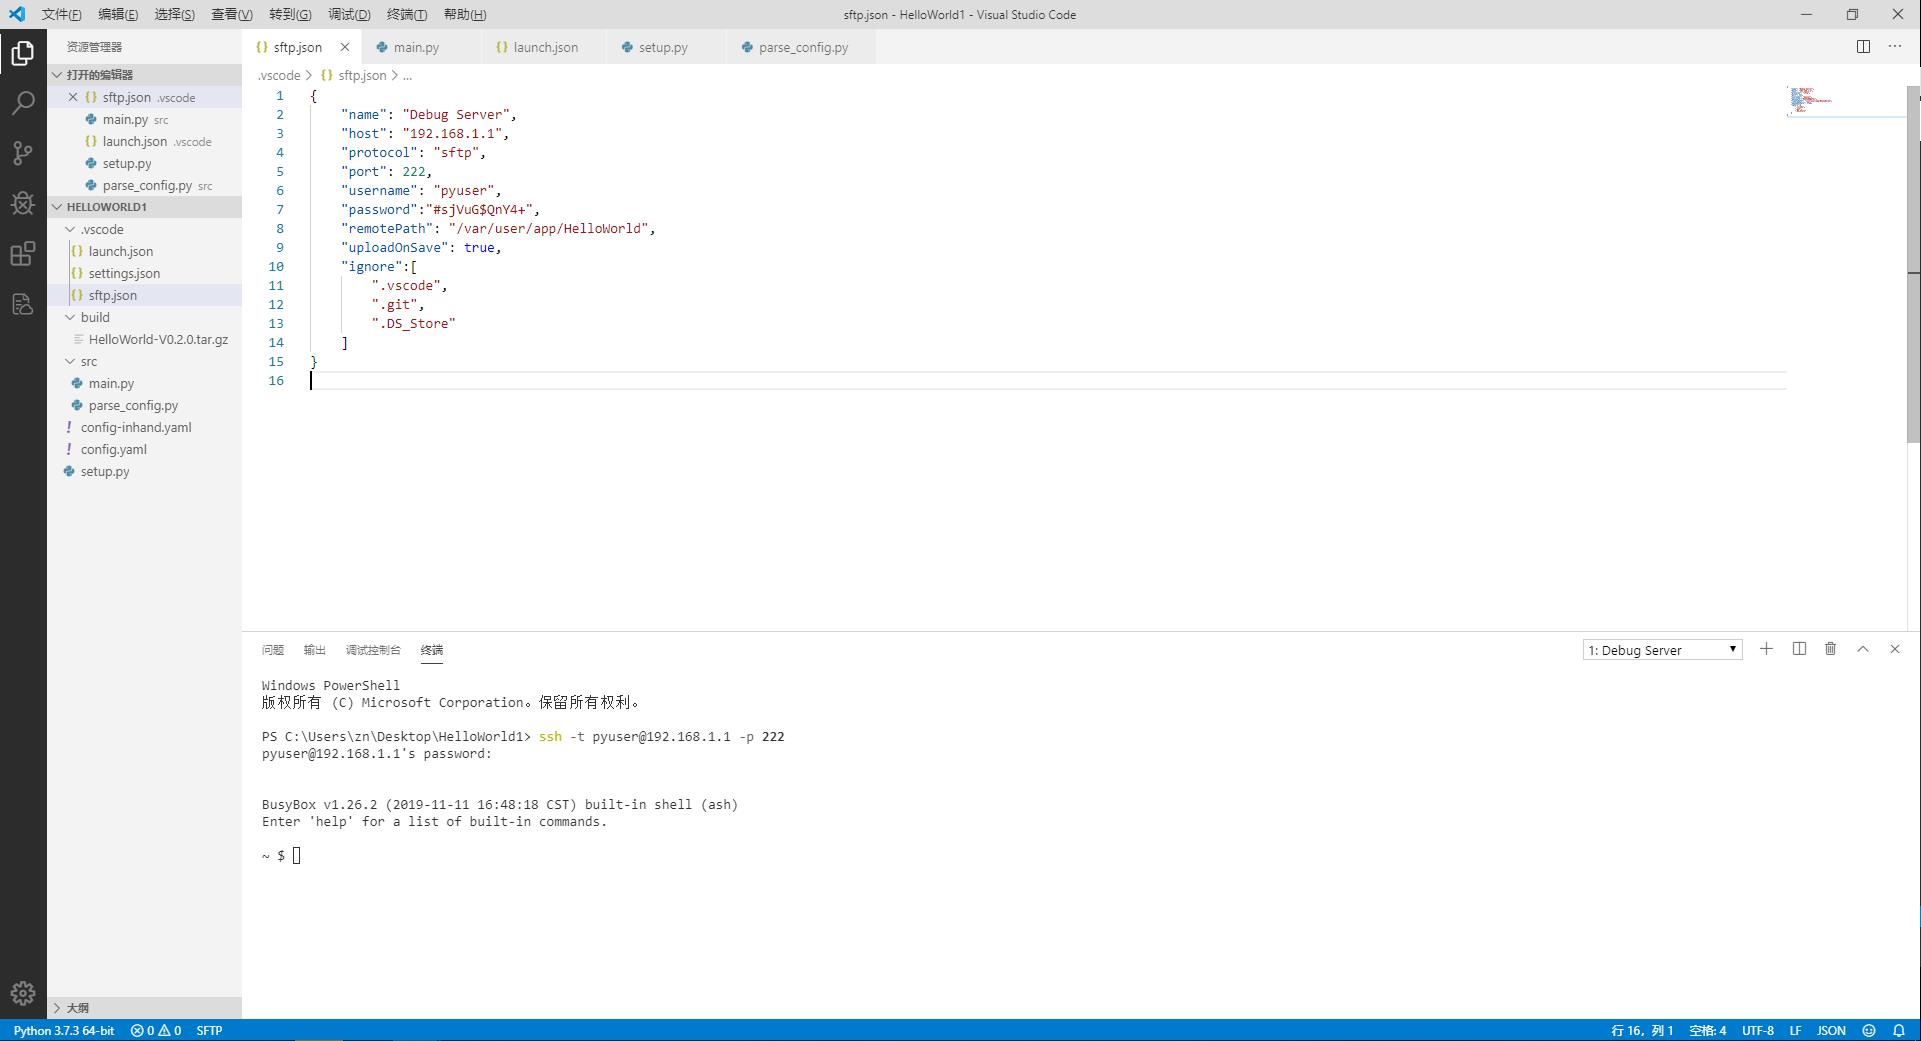 文件(F) 编辑(E) 选择(S) 查看(V) 转到(G) 调试(D) 终端(T) 帮助(H) sftp.json - HelloWorld1 - Visual Studio Code
资源管理器
打开的编辑器
sftp.json .vscode
main.py src
launch.json .vscode
setup.py
parse_config.py src
HELLOWORLD1
.vscode
launch.json
settings.json
sftp.json
build
HelloWorld-V0.2.0.tar.gz
src
main.py
parse_config.py
config-inhand.yaml
config.yaml
setup.py
大纲
sftp.json main.py launch.json setup.py parse_config.py
.vscode > sftp.json > ...
1 {
2 "name": "Debug Server",
3 "host": "192.168.1.1",
4 "protocol": "sftp",
5 "port": 222,
6 "username": "pyuser",
7 "password":"#sjVuG$QnY4+",
8 "remotePath": "/var/user/app/HelloWorld",
9 "uploadOnSave": true,
10 "ignore":[
11 ".vscode",
12 ".git",
13 ".DS_Store"
14 ]
15 }
16
问题 输出 调试控制台 终端 1: Debug Server
Windows PowerShell
版权所有 (C) Microsoft Corporation。保留所有权利。
PS C:\Users\zn\Desktop\HelloWorld1> ssh -t pyuser@192.168.1.1 -p 222
pyuser@192.168.1.1's password:
BusyBox v1.26.2 (2019-11-11 16:48:18 CST) built-in shell (ash)
Enter 'help' for a list of built-in commands.
~ $
Python 3.7.3 64-bit 0 0 SFTP 行 16, 列 1 空格: 4 UTF-8 LF JSON